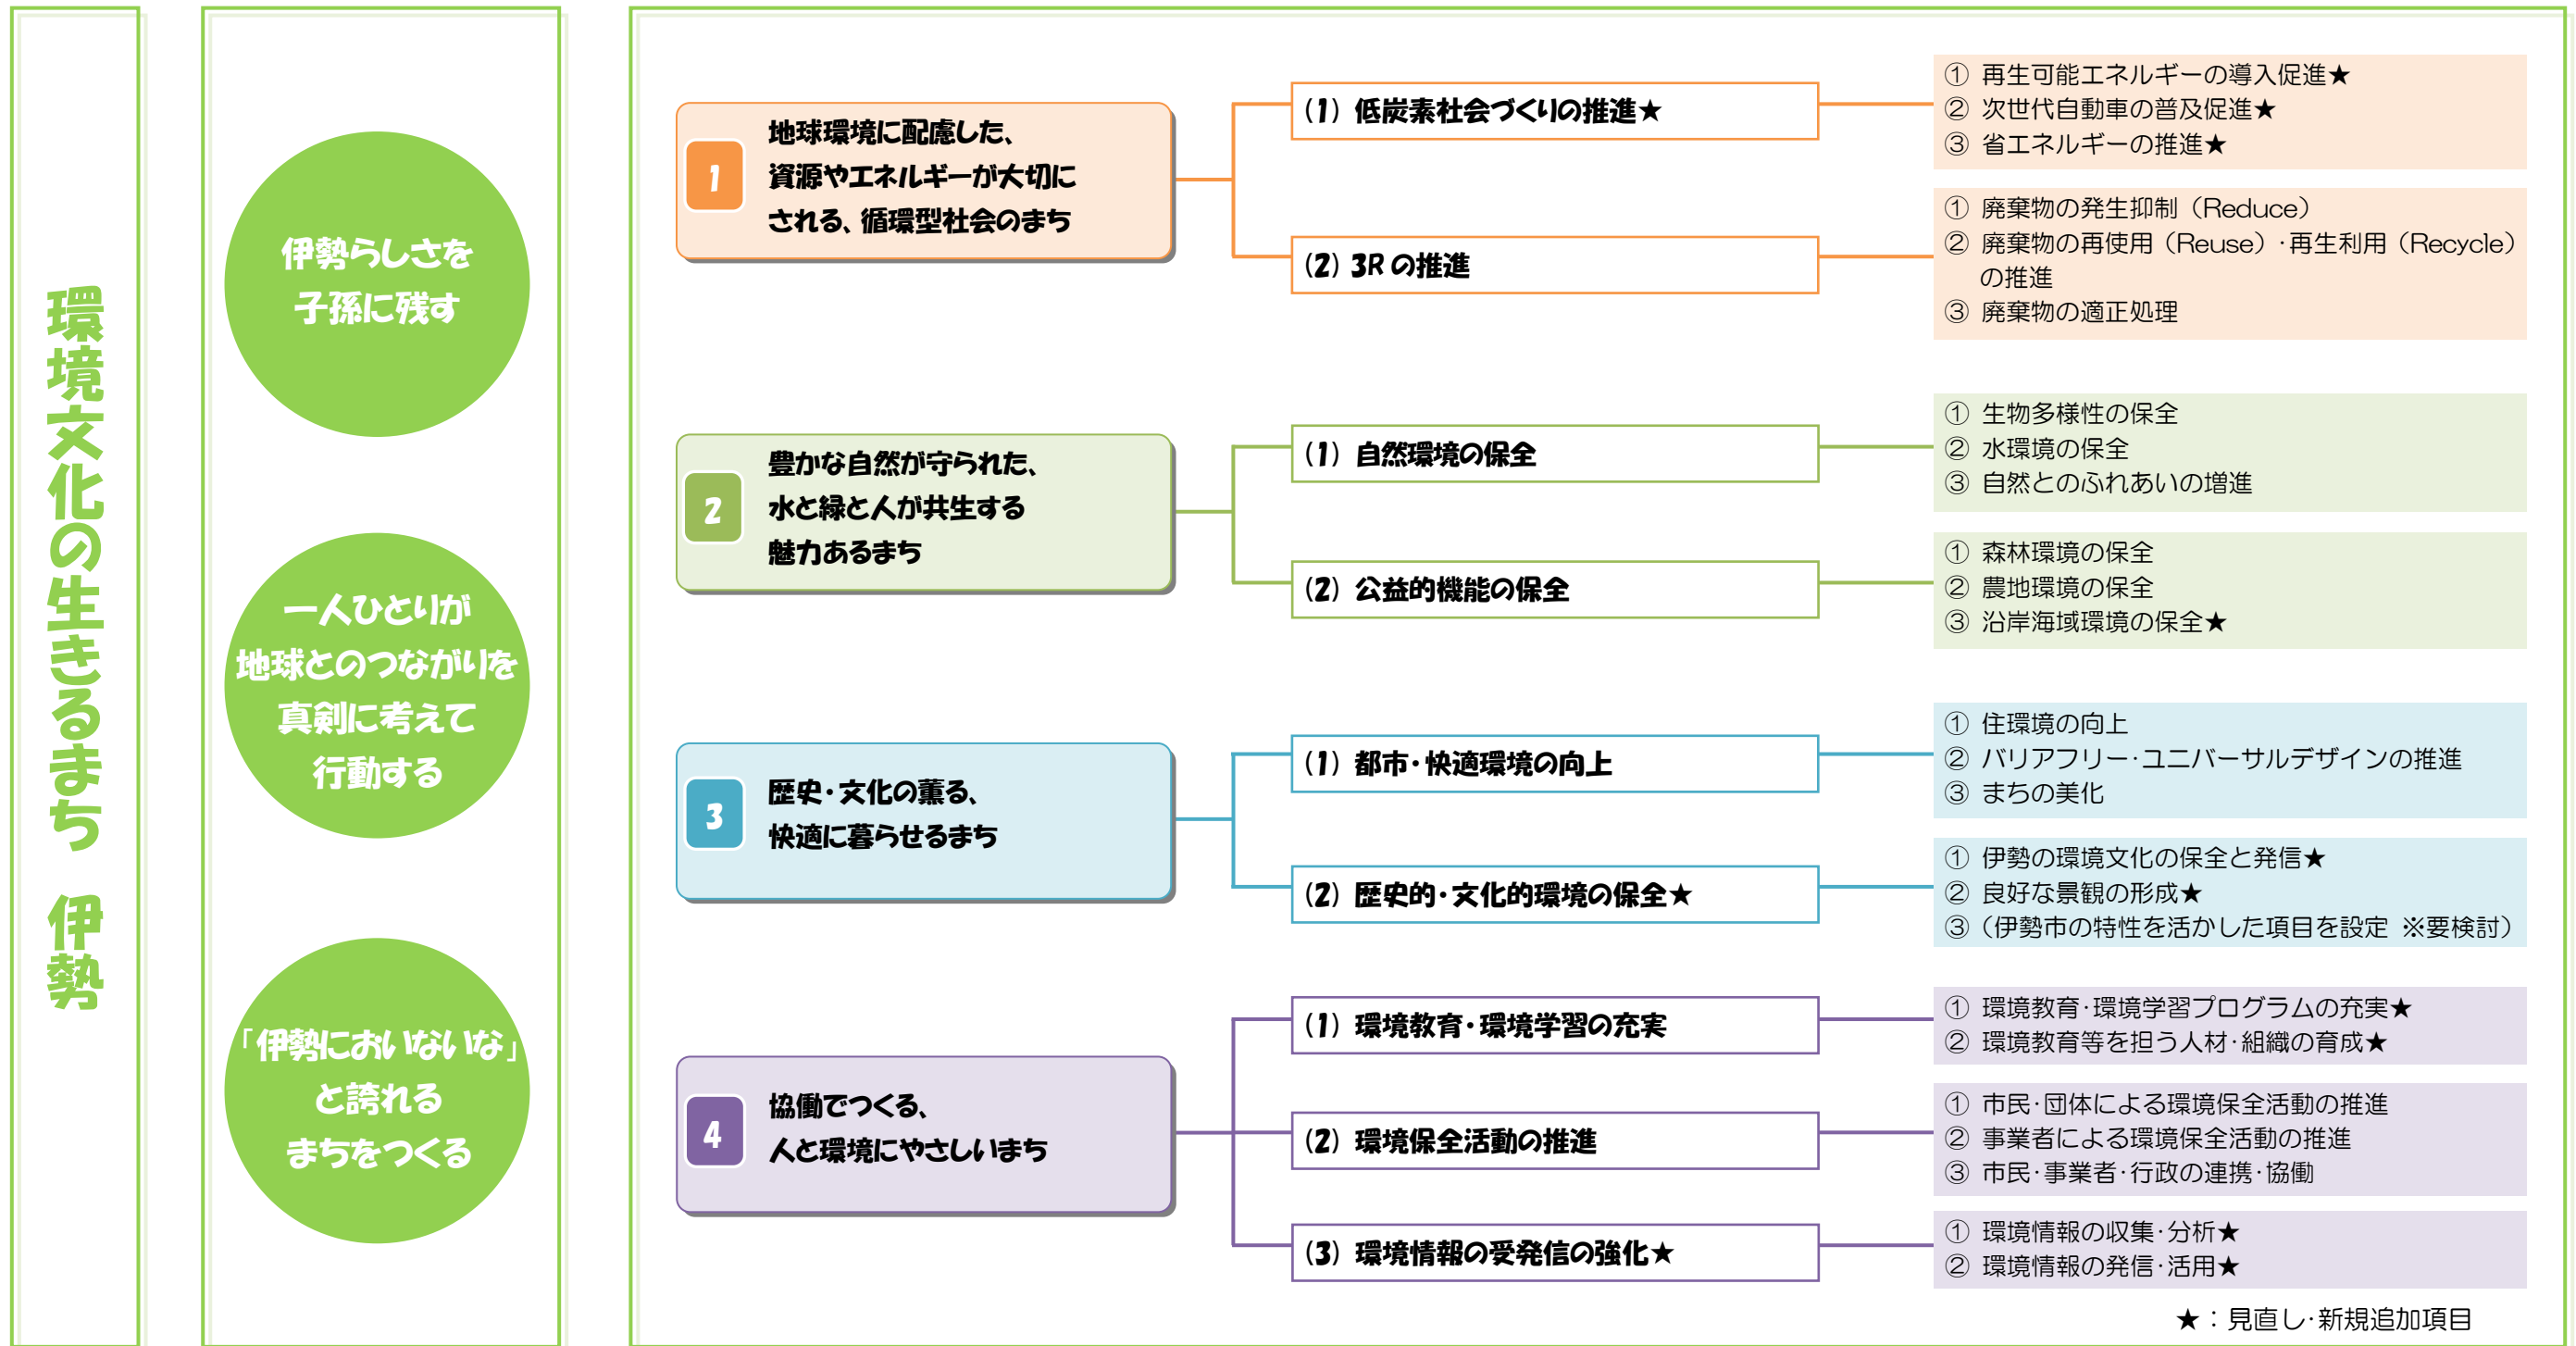 環境文化の生きるまち 伊勢
伊勢らしさを
子孫に残す
一人ひとりが
地球とのつながりを
真剣に考えて
行動する
「伊勢においないな」
と誇れる
まちをつくる
1
地球環境に配慮した、
資源やエネルギーが大切に
される、循環型社会のまち
(1) 低炭素社会づくりの推進★
① 再生可能エネルギーの導入促進★
② 次世代自動車の普及促進★
③ 省エネルギーの推進★
(2) 3R の推進
① 廃棄物の発生抑制（Reduce）
② 廃棄物の再使用（Reuse）・再生利用（Recycle）
の推進
③ 廃棄物の適正処理
2
豊かな自然が守られた、
水と緑と人が共生する
魅力あるまち
(1) 自然環境の保全
① 生物多様性の保全
② 水環境の保全
③ 自然とのふれあいの増進
(2) 公益的機能の保全
① 森林環境の保全
② 農地環境の保全
③ 沿岸海域環境の保全★
3
歴史・文化の薫る、
快適に暮らせるまち
(1) 都市・快適環境の向上
① 住環境の向上
② バリアフリー・ユニバーサルデザインの推進
③ まちの美化
(2) 歴史的・文化的環境の保全★
① 伊勢の環境文化の保全と発信★
② 良好な景観の形成★
③（伊勢市の特性を活かした項目を設定 ※要検討）
4
協働でつくる、
人と環境にやさしいまち
(1) 環境教育・環境学習の充実
① 環境教育・環境学習プログラムの充実★
② 環境教育等を担う人材・組織の育成★
(2) 環境保全活動の推進
① 市民・団体による環境保全活動の推進
② 事業者による環境保全活動の推進
③ 市民・事業者・行政の連携・協働
(3) 環境情報の受発信の強化★
① 環境情報の収集・分析★
② 環境情報の発信・活用★
★：見直し・新規追加項目